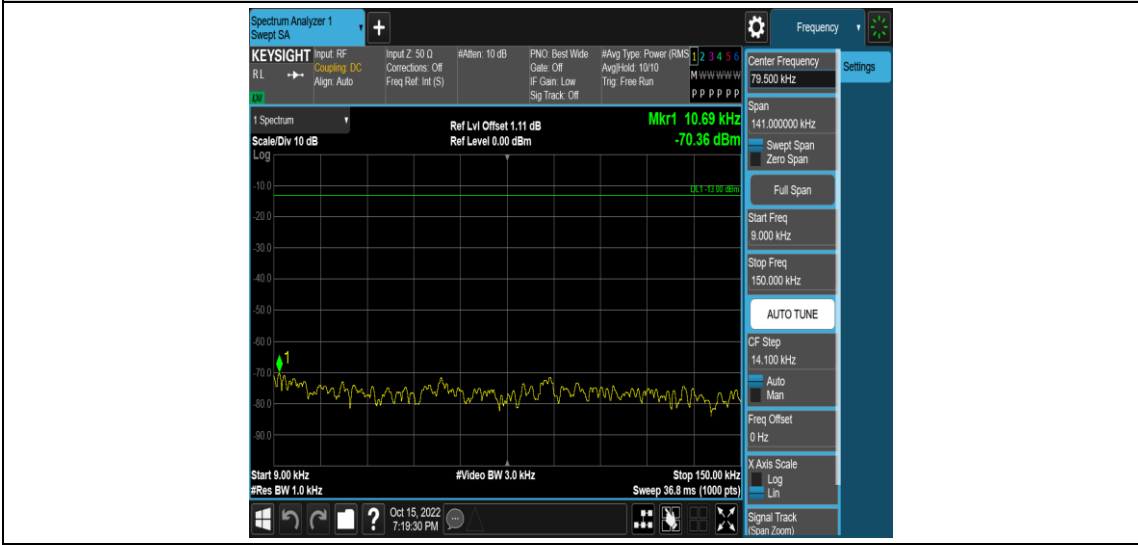 Spectrum Analyzer 1
Swept SA
+
Frequency
KEYSIGHT
RL
LM
Input: RF
Coupling: DC
Align: Auto
Input Z: 50 Ω
Corrections: Off
Freq Ref: Int (S)
#Atten: 10 dB
PNO: Best Wide
Gate: Off
IF Gain: Low
Sig Track: Off
#Avg Type: Power (RMS
Avg|Hold: 10/10
Trig: Free Run
1 2 3 4 5 6
M W W W W W
P P P P P P
1 Spectrum
Scale/Div 10 dB
Log
Ref Lvl Offset 1.11 dB
Ref Level 0.00 dBm
Mkr1 10.69 kHz
-70.36 dBm
-10.0
DL1 -13.00 dBm
-20.0
-30.0
-40.0
-50.0
-60.0
1
-70.0
-80.0
-90.0
Start 9.00 kHz
#Res BW 1.0 kHz
#Video BW 3.0 kHz
Stop 150.00 kHz
Sweep 36.8 ms (1000 pts)
?
Oct 15, 2022
7:19:30 PM
Center Frequency
79.500 kHz
Span
141.000000 kHz
Swept Span
Zero Span
Full Span
Start Freq
9.000 kHz
Stop Freq
150.000 kHz
AUTO TUNE
CF Step
14.100 kHz
Auto
Man
Freq Offset
0 Hz
X Axis Scale
Log
Lin
Signal Track
(Span Zoom)
Settings